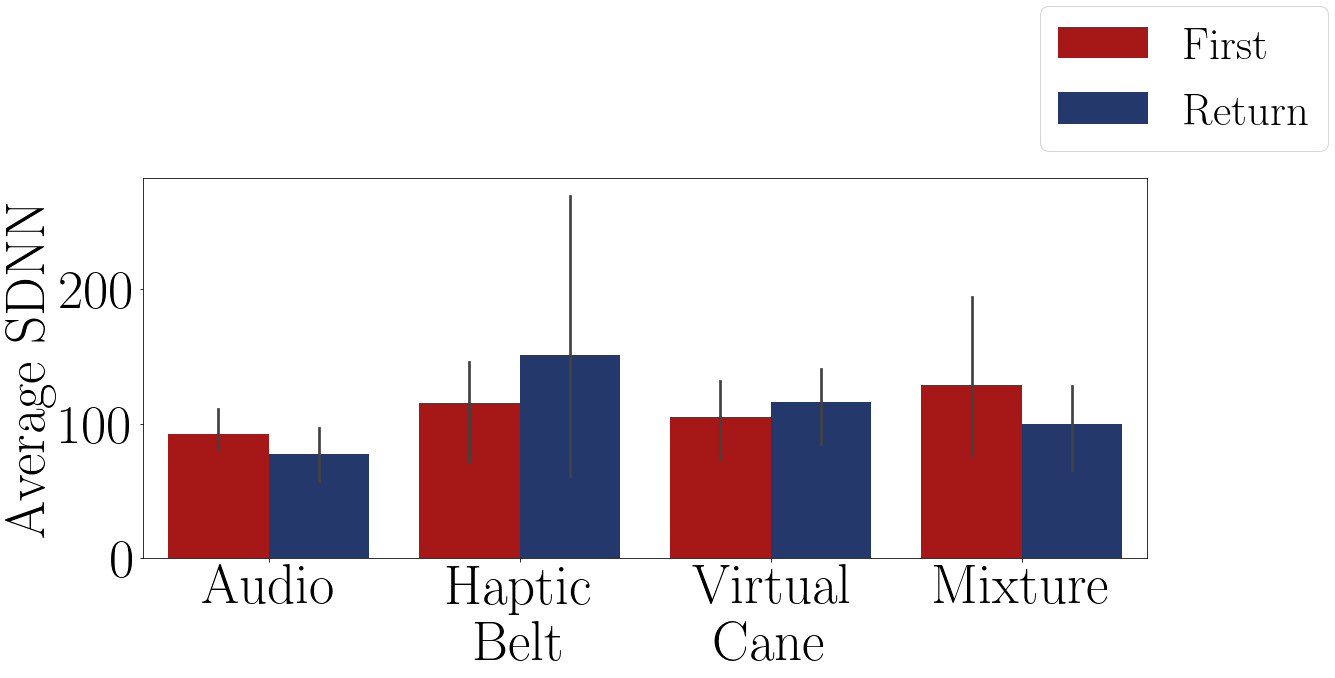 First
Return
Average SDNN
200
100
0
Audio
Haptic
Belt
Virtual
Cane
Mixture